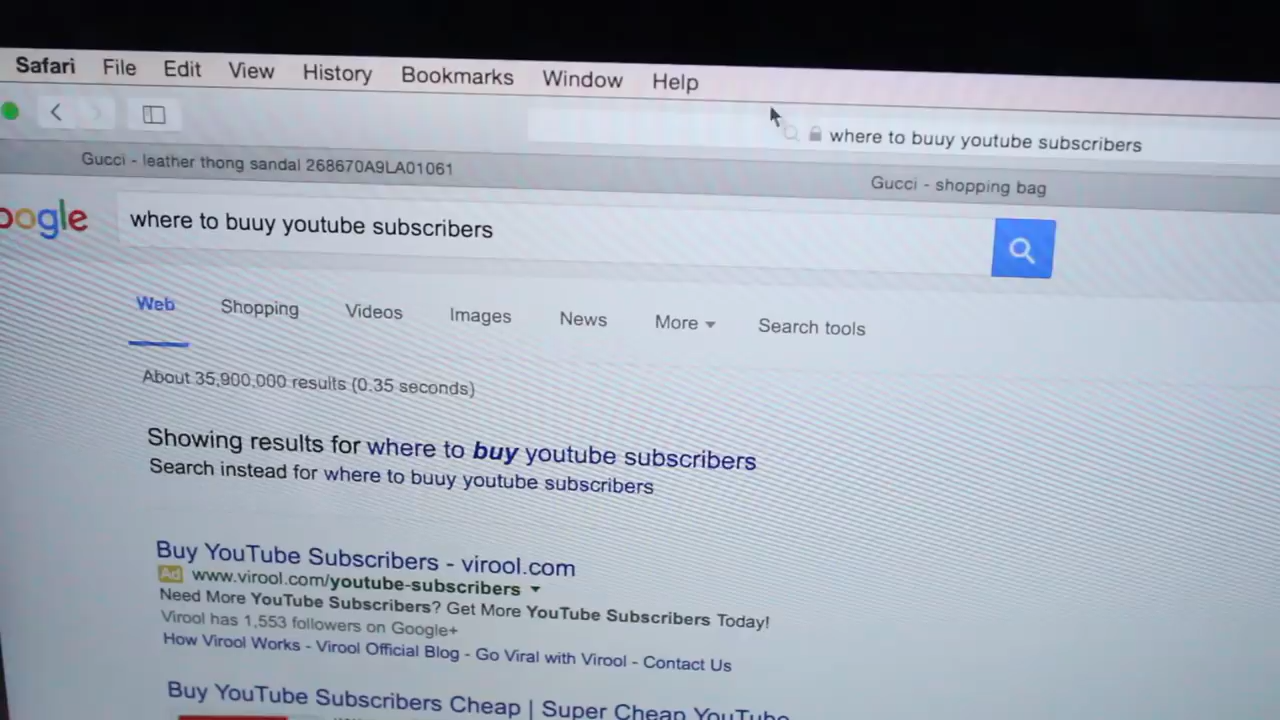 Safari File Edit View History Bookmarks Window Help
where to buuy youtube subscribers
Gucci - leather thong sandal 268670A9LA01061 Gucci - shopping bag
oogle where to buuy youtube subscribers
Web Shopping Videos Images News More Search tools
About 35,900,000 results (0.35 seconds)
Showing results for where to buy youtube subscribers
Search instead for where to buuy youtube subscribers
Buy YouTube Subscribers - virool.com
Ad www.virool.com/youtube-subscribers
Need More YouTube Subscribers? Get More YouTube Subscribers Today!
Virool has 1,553 followers on Google+
How Virool Works - Virool Official Blog - Go Viral with Virool - Contact Us
Buy YouTube Subscribers Cheap | Super Cheap YouTube